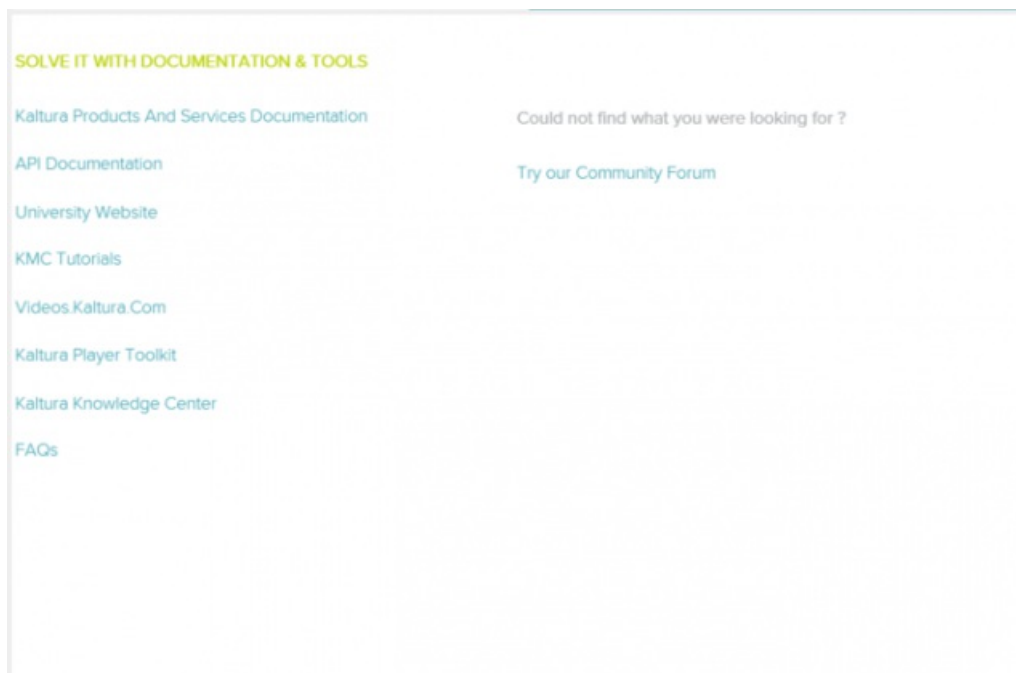 SOLVE IT WITH DOCUMENTATION & TOOLS
Kaltura Products And Services Documentation
API Documentation
University Website
KMC Tutorials
Videos.Kaltura.Com
Kaltura Player Toolkit
Kaltura Knowledge Center
FAQs
Could not find what you were looking for ?
Try our Community Forum